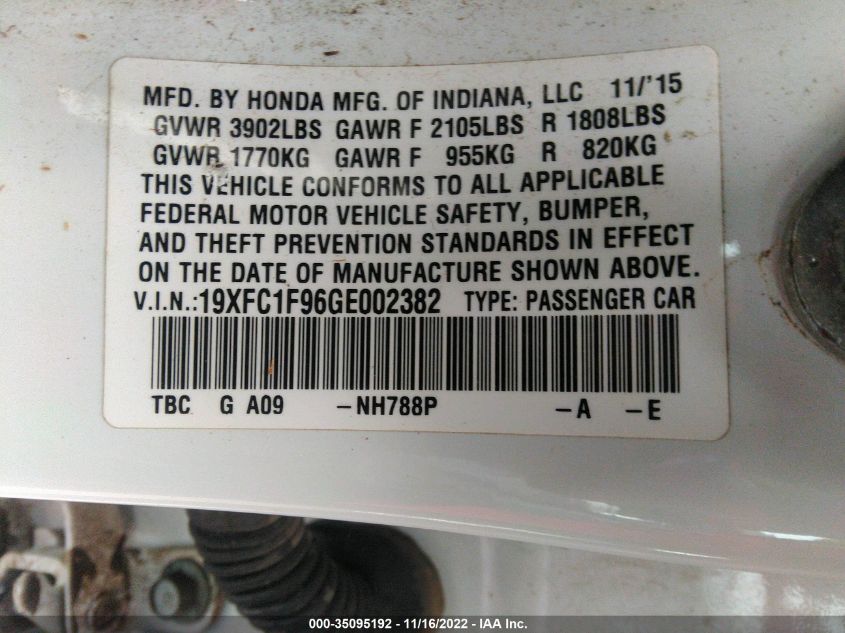 MFD. BY HONDA MFG. OF INDIANA, LLC 11/'15
GVWR 3902LBS GAWR F 2105LBS R 1808LBS
GVWR 1770KG GAWR F 955KG R 820KG
THIS VEHICLE CONFORMS TO ALL APPLICABLE
FEDERAL MOTOR VEHICLE SAFETY, BUMPER,
AND THEFT PREVENTION STANDARDS IN EFFECT
ON THE DATE OF MANUFACTURE SHOWN ABOVE.
V.I.N.:19XFC1F96GE002382 TYPE: PASSENGER CAR
TBC G A09 -NH788P -A -E
000-35095192 - 11/16/2022 - IAA Inc.